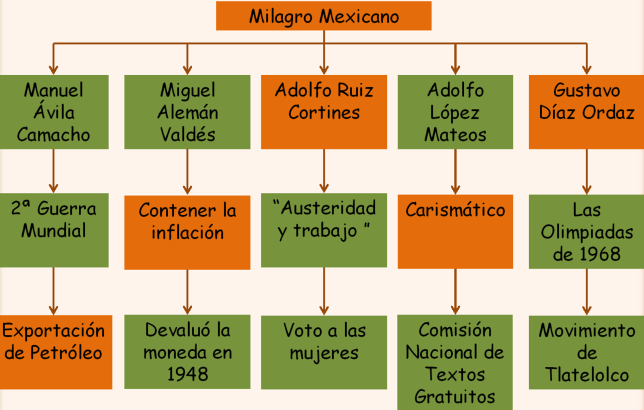 Milagro Mexicano
Manuel
Ávila
Camacho
Miguel
Alemán
Valdés
Adolfo Ruiz
Cortines
Adolfo
López
Mateos
Gustavo
Díaz Ordaz
2ª Guerra
Mundial
Contener la
inflación
“Austeridad
y trabajo ”
Carismático
Las
Olimpiadas
de 1968
Exportación
de Petróleo
Devaluó la
moneda en
1948
Voto a las
mujeres
Comisión
Nacional de
Textos
Gratuitos
Movimiento
de
Tlatelolco